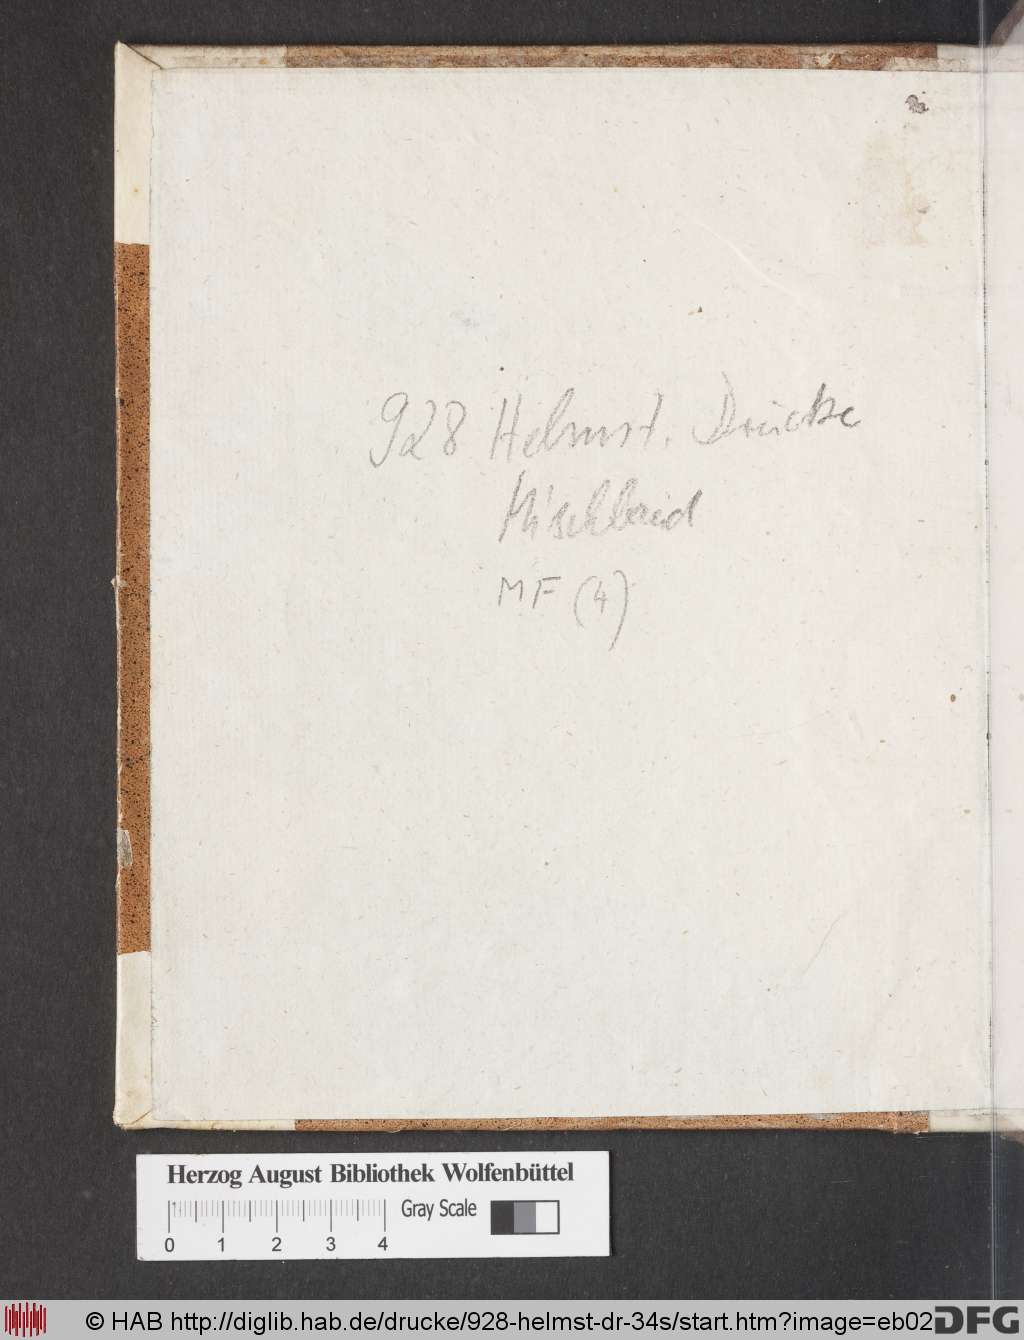 928 Helmst. Drucke
Mischband
MF (4)
Herzog August Bibliothek Wolfenbüttel
Gray Scale
0 1 2 3 4
© HAB http://diglib.hab.de/drucke/928-helmst-dr-34s/start.htm?image=eb02
DFG